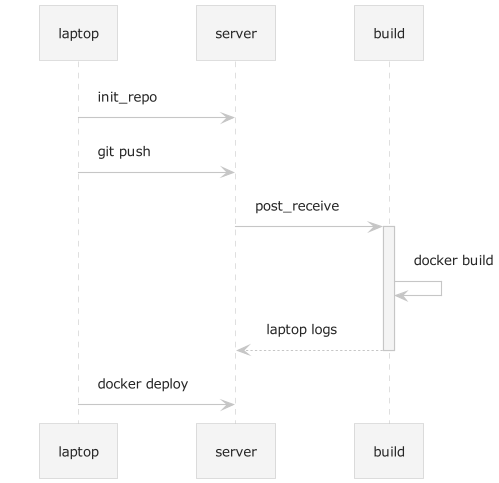 laptop
server
build
init_repo
git push
post_receive
docker build
laptop logs
docker deploy
laptop
server
build